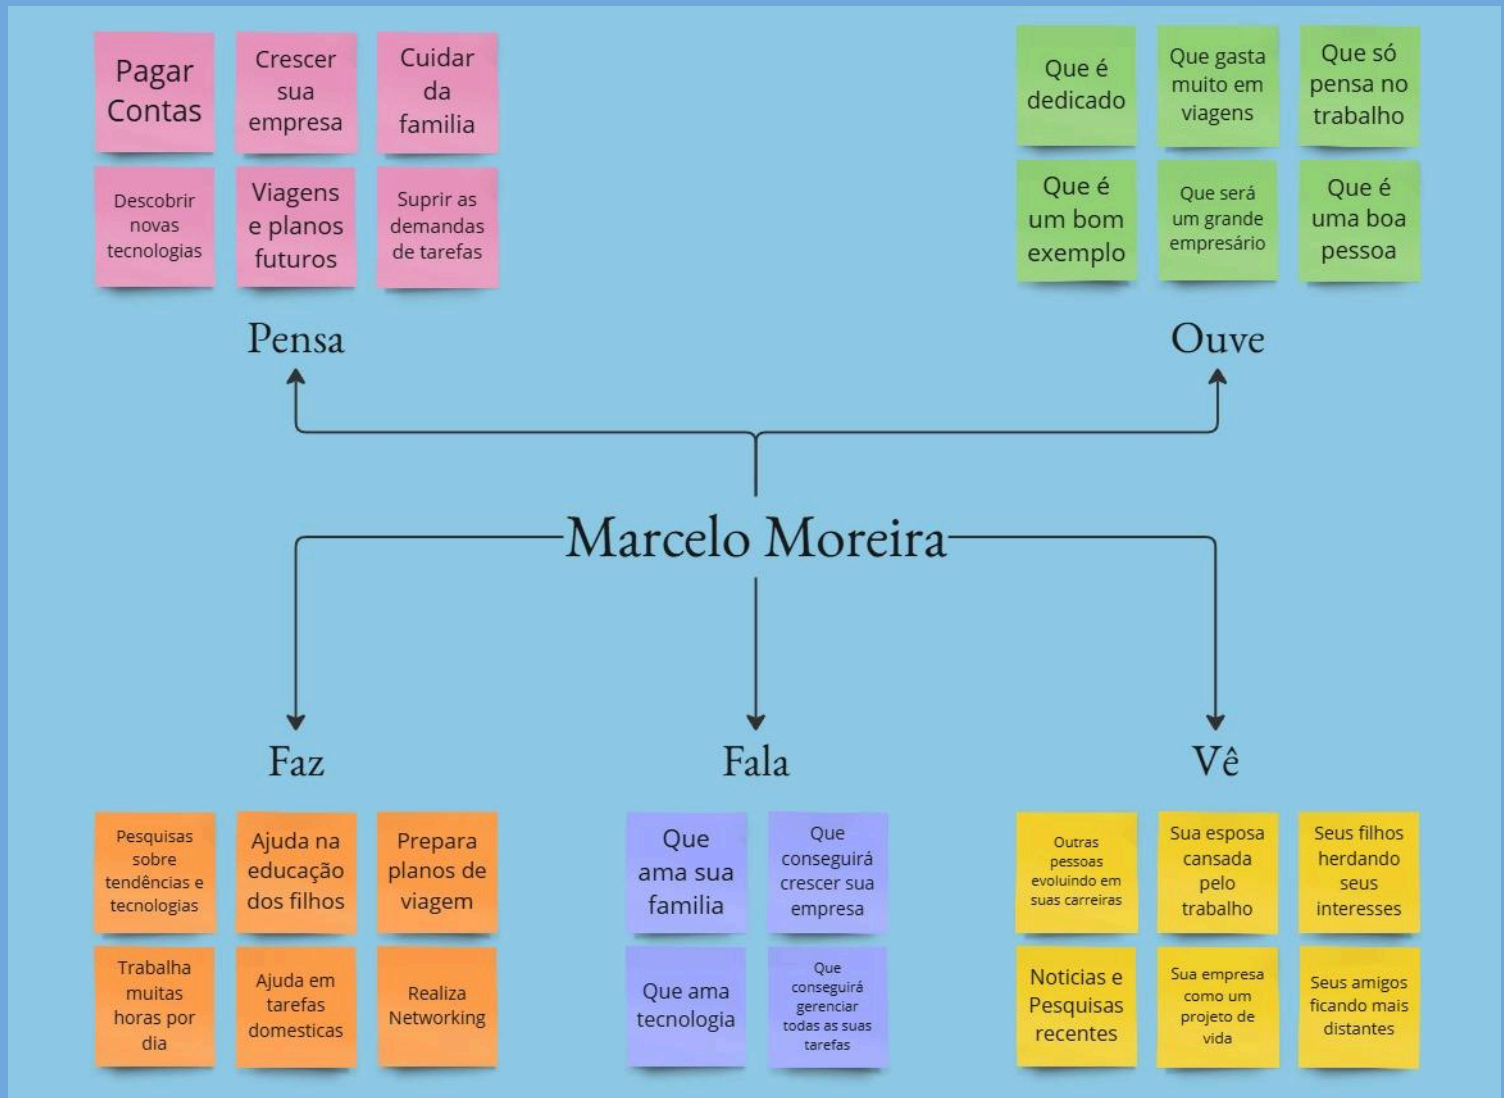 Pagar
Contas
Crescer
sua
empresa
Cuidar
da
familia
Descobrir
novas
tecnologias
Viagens
e planos
futuros
Suprir as
demandas
de tarefas
Pensa
Que é
dedicado
Que gasta
muito em
viagens
Que só
pensa no
trabalho
Que é
um bom
exemplo
Que será
um grande
empresário
Que é
uma boa
pessoa
Ouve
Marcelo Moreira
Faz
Pesquisas
sobre
tendências e
tecnologias
Ajuda na
educação
dos filhos
Prepara
planos de
viagem
Trabalha
muitas
horas por
dia
Ajuda em
tarefas
domesticas
Realiza
Networking
Fala
Que
ama sua
familia
Que
conseguirá
crescer sua
empresa
Que ama
tecnologia
Que
conseguirá
gerenciar
todas as suas
tarefas
Vê
Outras
pessoas
evoluindo em
suas carreiras
Sua esposa
cansada
pelo
trabalho
Seus filhos
herdando
seus
interesses
Noticias e
Pesquisas
recentes
Sua empresa
como um
projeto de
vida
Seus amigos
ficando mais
distantes